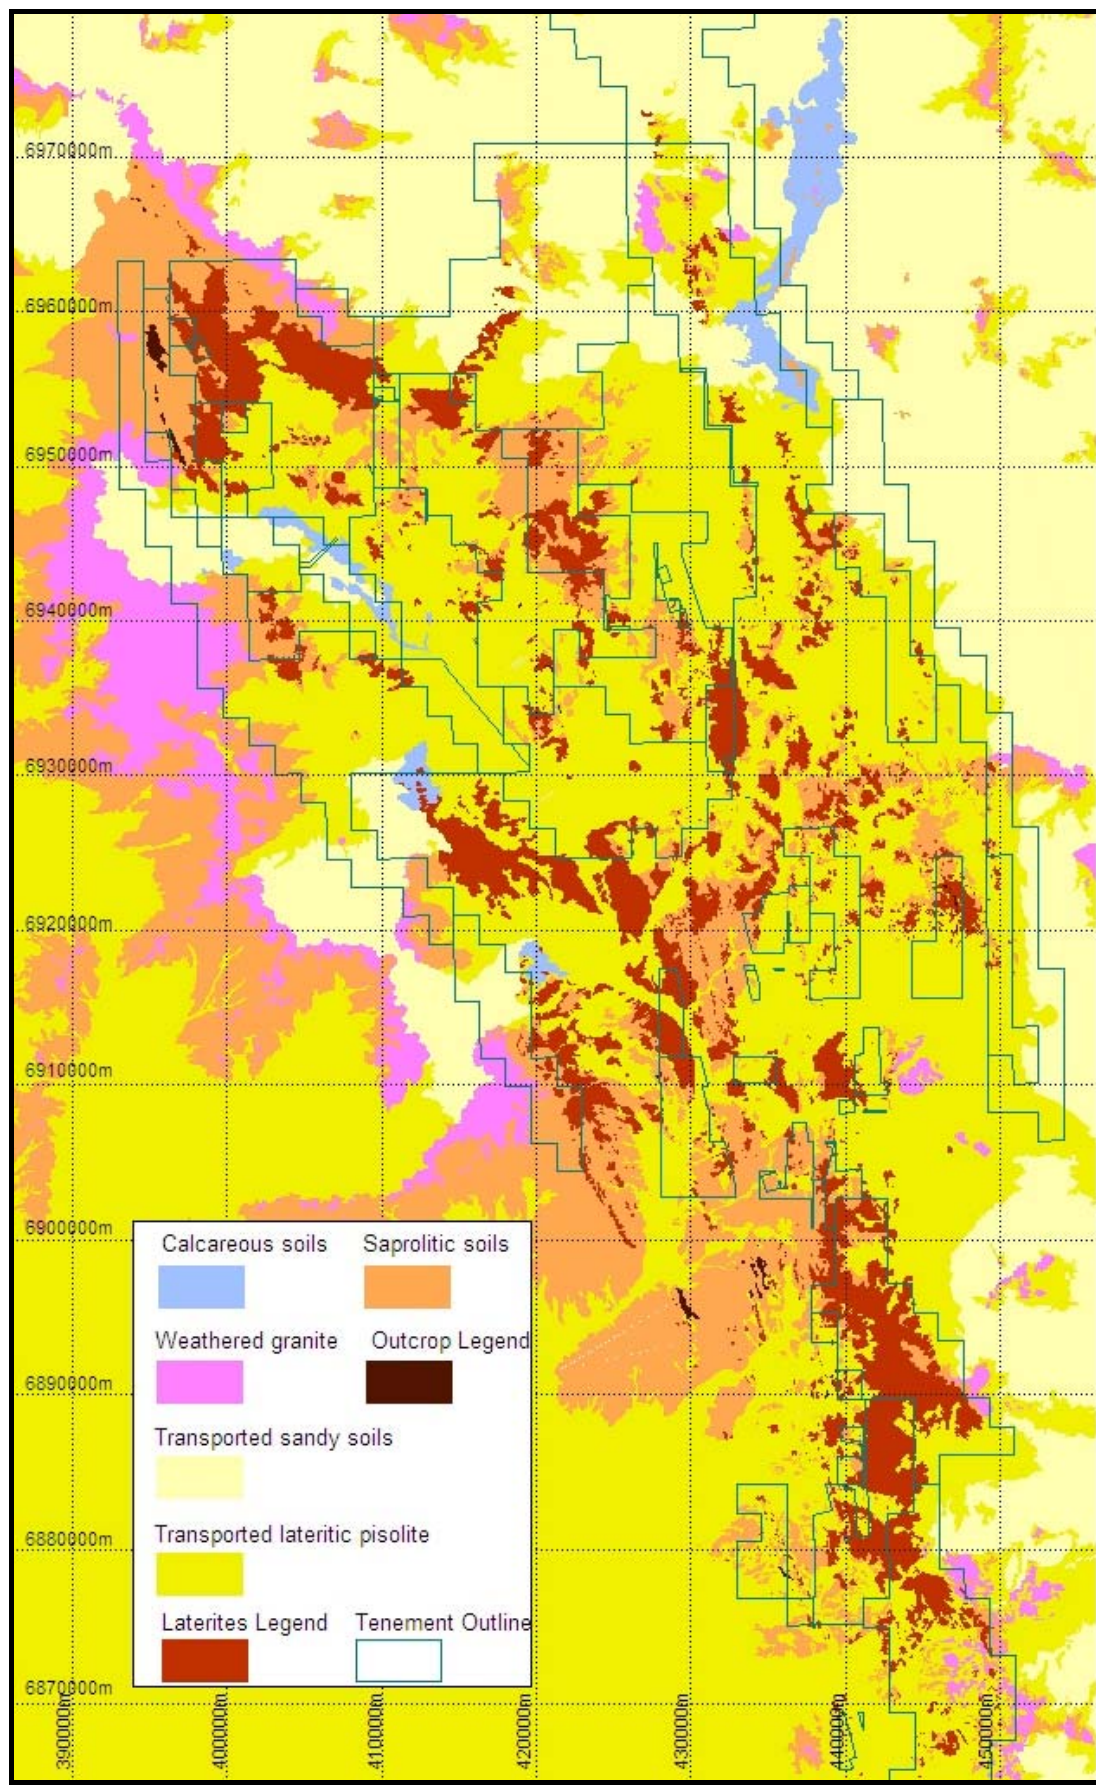 6970000m
6960000m
6950000m
6940000m
6930000m
6920000m
6910000m
6900000m
Calcareous soils Saprolitic soils
Weathered granite Outcrop Legend
6890000m
Transported sandy soils
Transported lateritic pisolite
6880000m
Laterites Legend Tenement Outline
6870000m
390000m
400000m
410000m
420000m
430000m
440000m
450000m